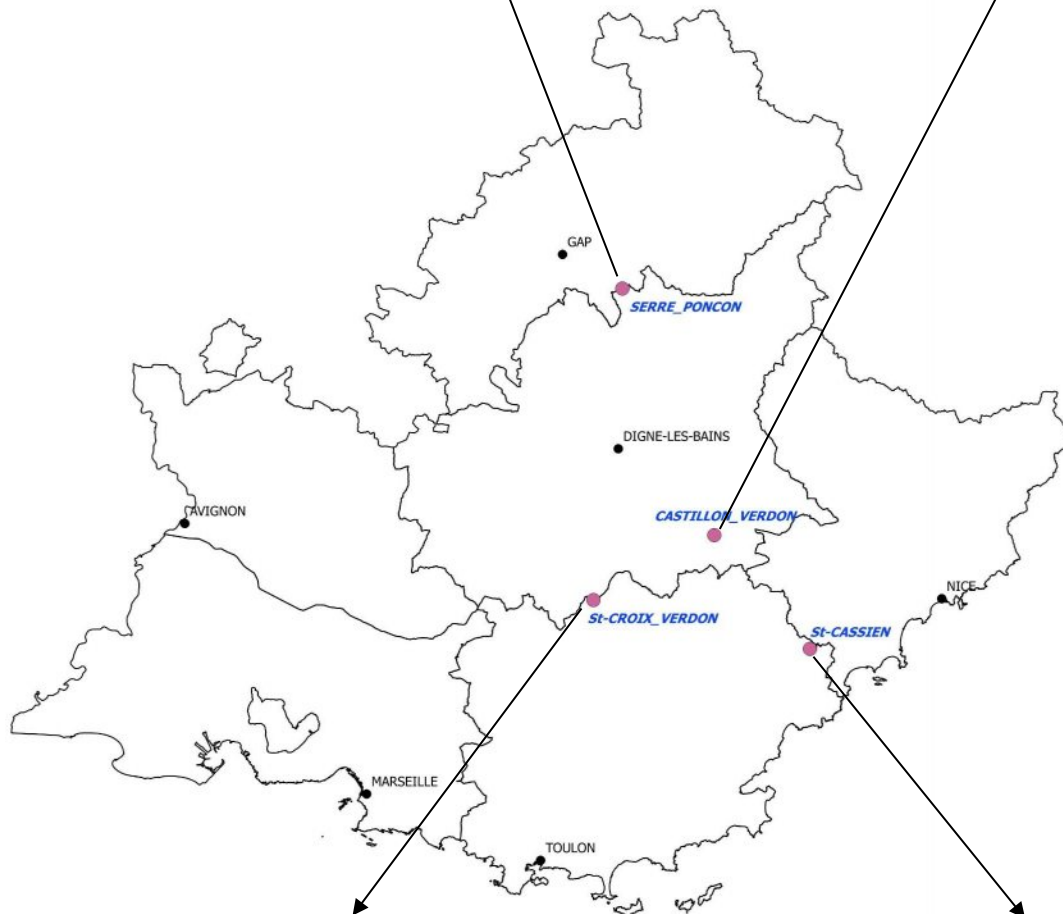 GAP
SERRE_PONCON
DIGNE-LES-BAINS
AVIGNON
CASTILLON_VERDON
NICE
St-CROIX_VERDON
St-CASSIEN
MARSEILLE
TOULON